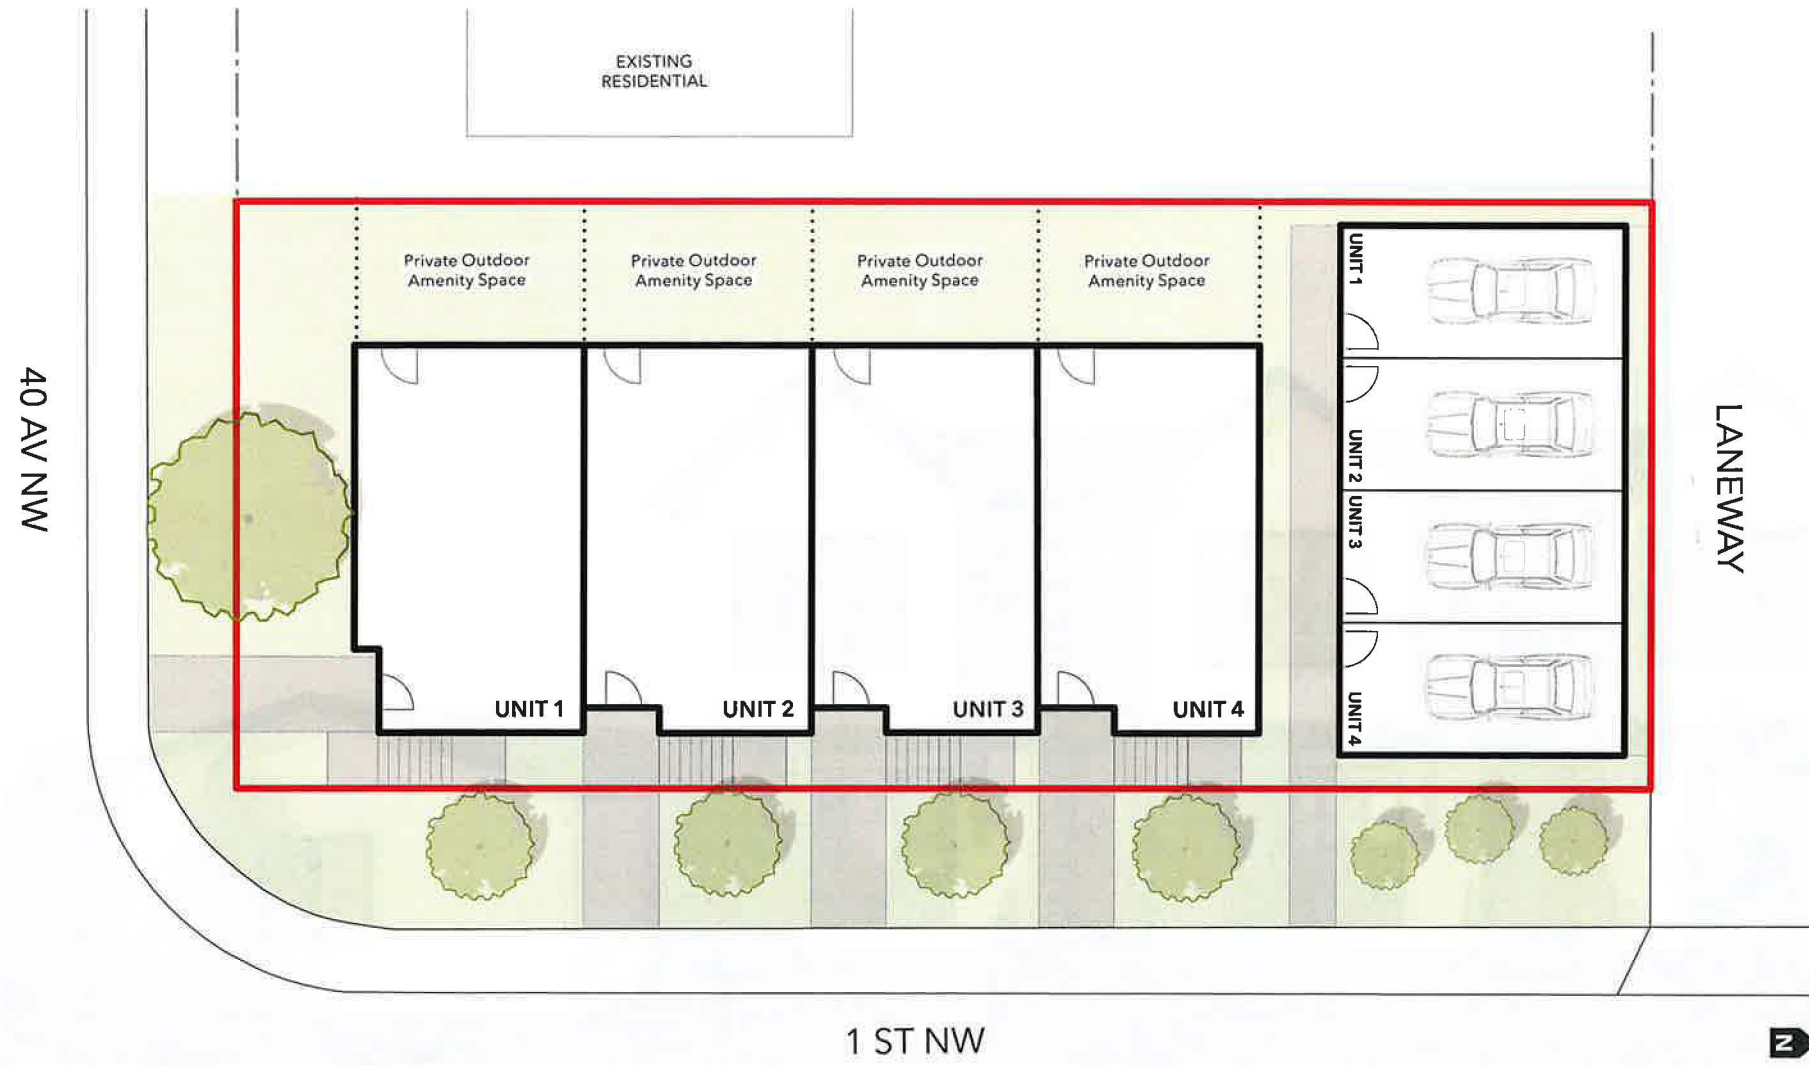 EXISTING
RESIDENTIAL
Private Outdoor
Amenity Space
Private Outdoor
Amenity Space
Private Outdoor
Amenity Space
Private Outdoor
Amenity Space
UNIT 1
UNIT 2
UNIT 3
UNIT 4
40 AV NW
LANEWAY
UNIT 1
UNIT 2
UNIT 3
UNIT 4
1 ST NW
N